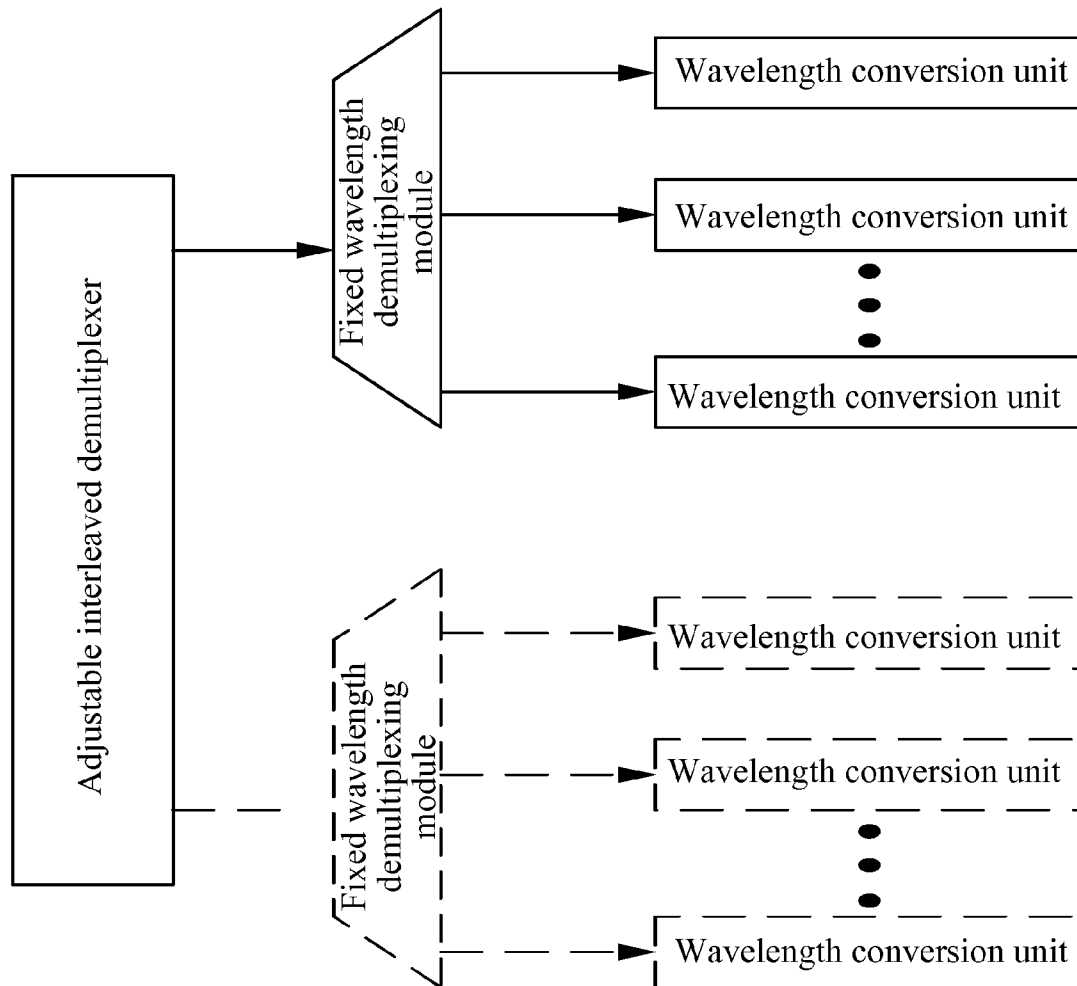 Adjustable interleaved demultiplexer
Fixed wavelength
demultiplexing
module
Wavelength conversion unit
Wavelength conversion unit
Wavelength conversion unit
Fixed wavelength
demultiplexing
module
Wavelength conversion unit
Wavelength conversion unit
Wavelength conversion unit